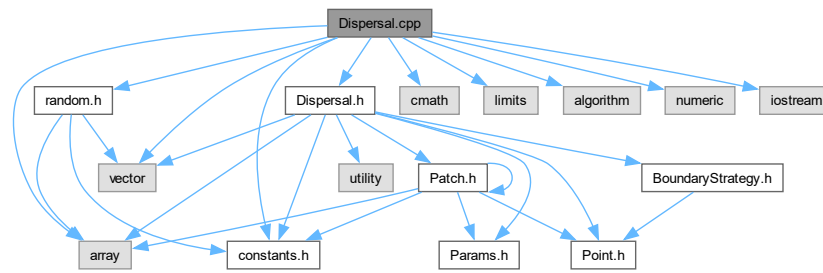 Dispersal.cpp
random.h
Dispersal.h
cmath
limits
algorithm
numeric
iostream
vector
utility
Patch.h
BoundaryStrategy.h
array
constants.h
Params.h
Point.h